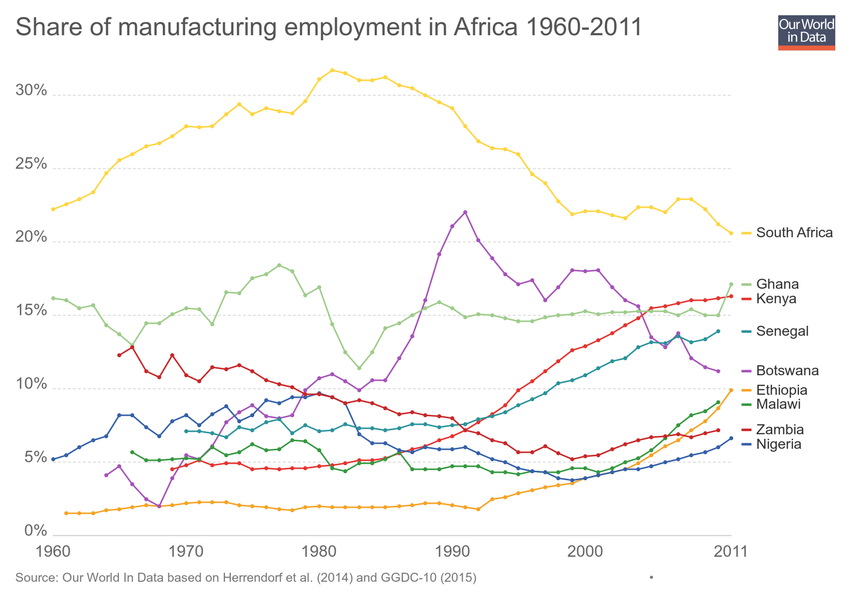 Share of manufacturing employment in Africa 1960-2011
Our World
in Data
30%
25%
20%
15%
10%
5%
0%
South Africa
Ghana
Kenya
Senegal
Botswana
Ethiopia
Malawi
Zambia
Nigeria
1960
1970
1980
1990
2000
2011
Source: Our World In Data based on Herrendorf et al. (2014) and GGDC-10 (2015)